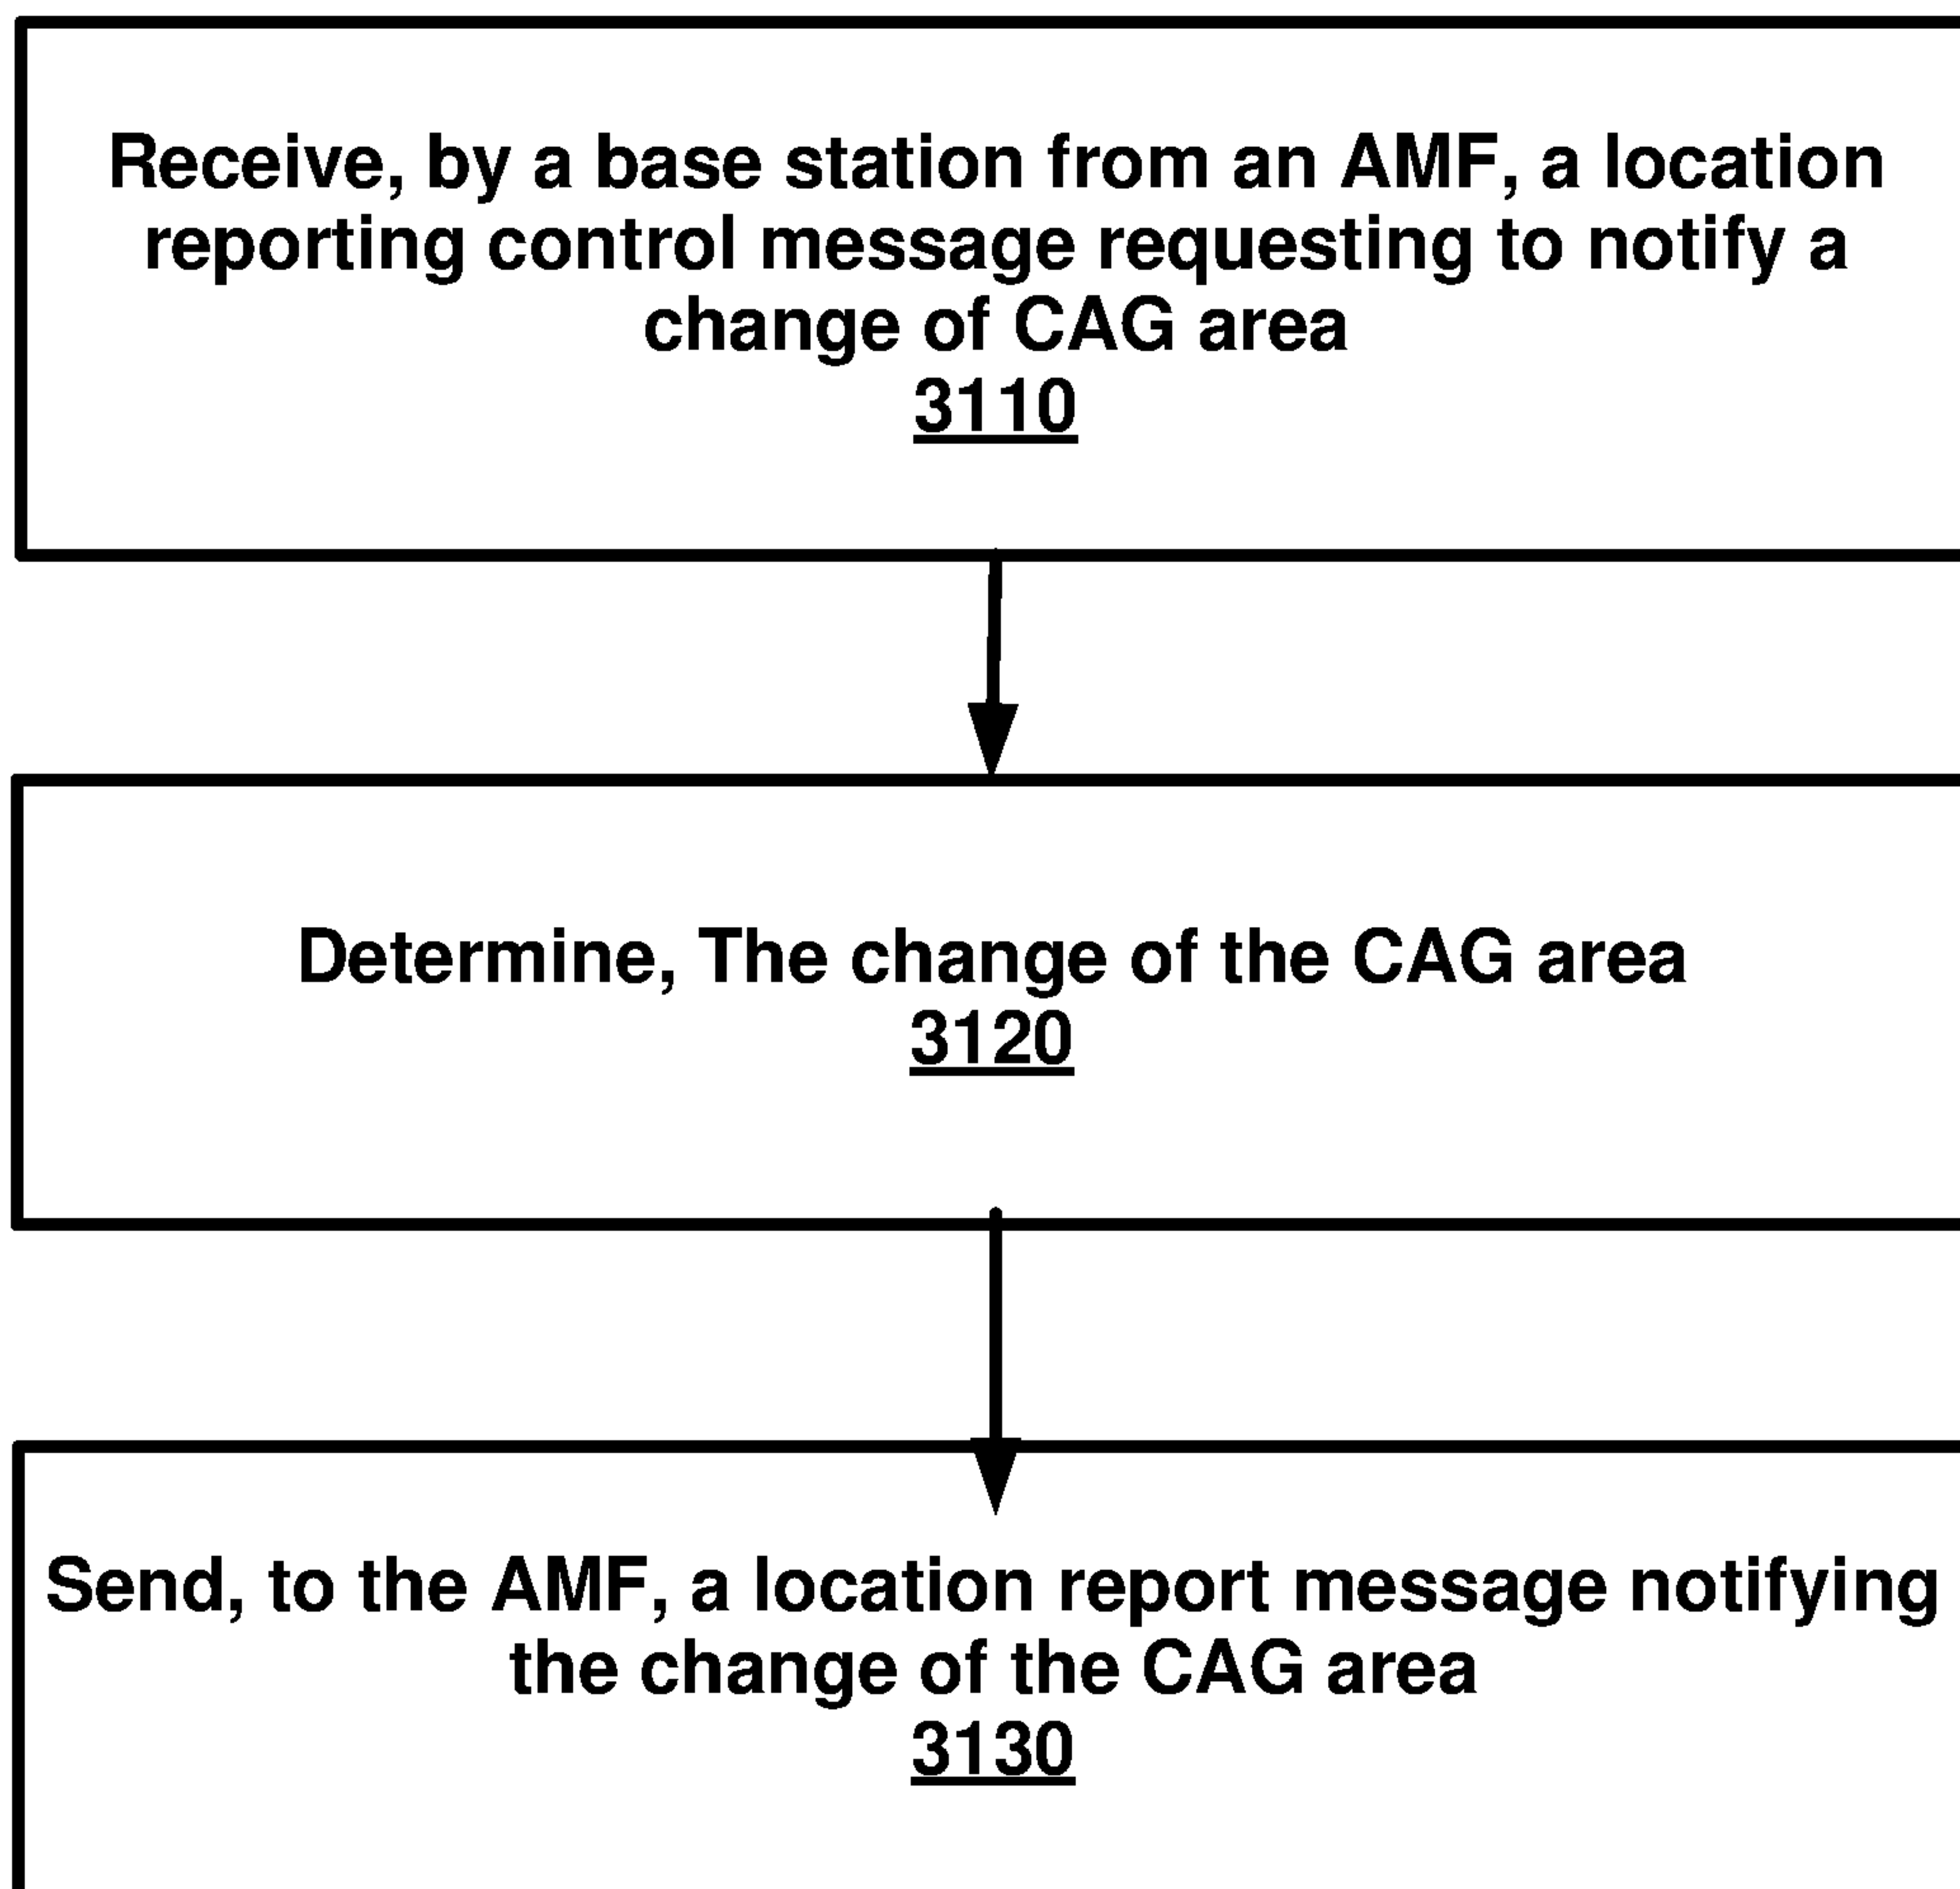 Receive, by a base station from an AMF, a location
reporting control message requesting to notify a
change of CAG area
3110
Determine, The change of the CAG area
3120
Send, to the AMF, a location report message notifying
the change of the CAG area
3130